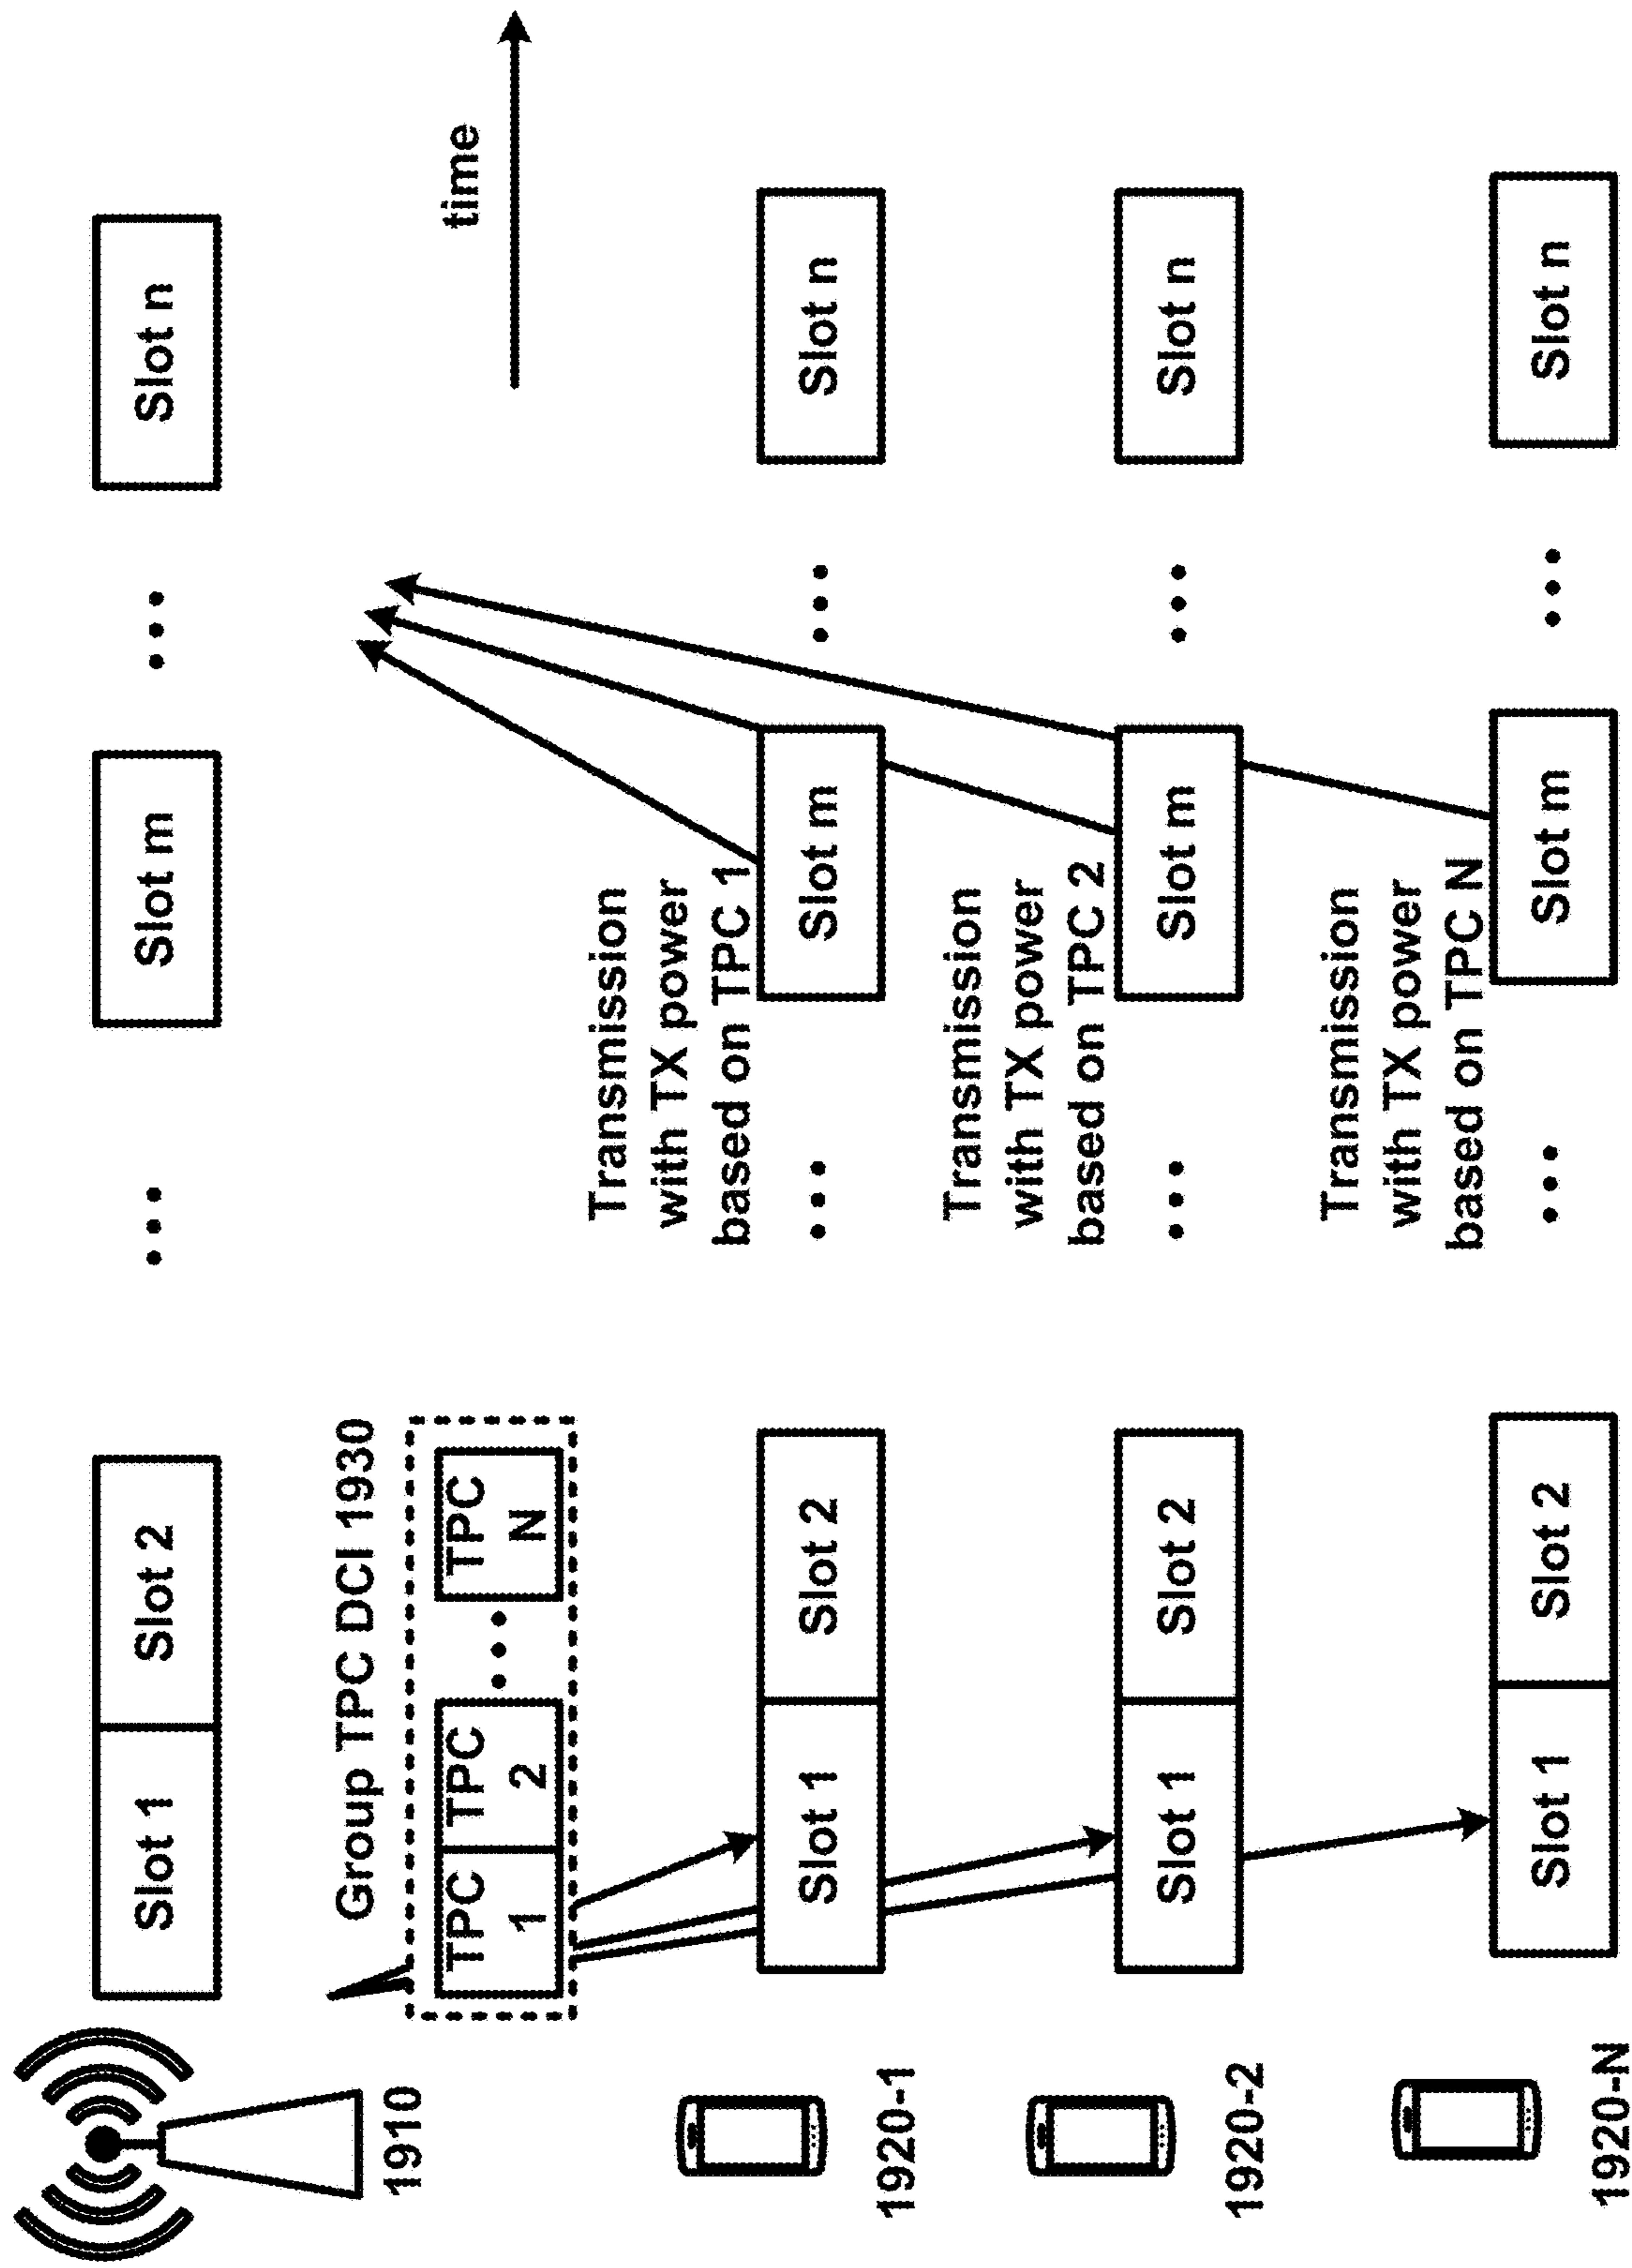 Slot 1
Slot 2
...
Slot m
...
Slot n
1910
Group TPC DCI 1930
TPC
1
TPC
2
...
TPC
N
time
Transmission
with TX power
based on TPC 1
Slot 1
Slot 2
...
Slot m
...
Slot n
1920-1
Transmission
with TX power
based on TPC 2
Slot 1
Slot 2
...
Slot m
...
Slot n
1920-2
Transmission
with TX power
based on TPC N
Slot 1
Slot 2
...
Slot m
...
Slot n
1920-N